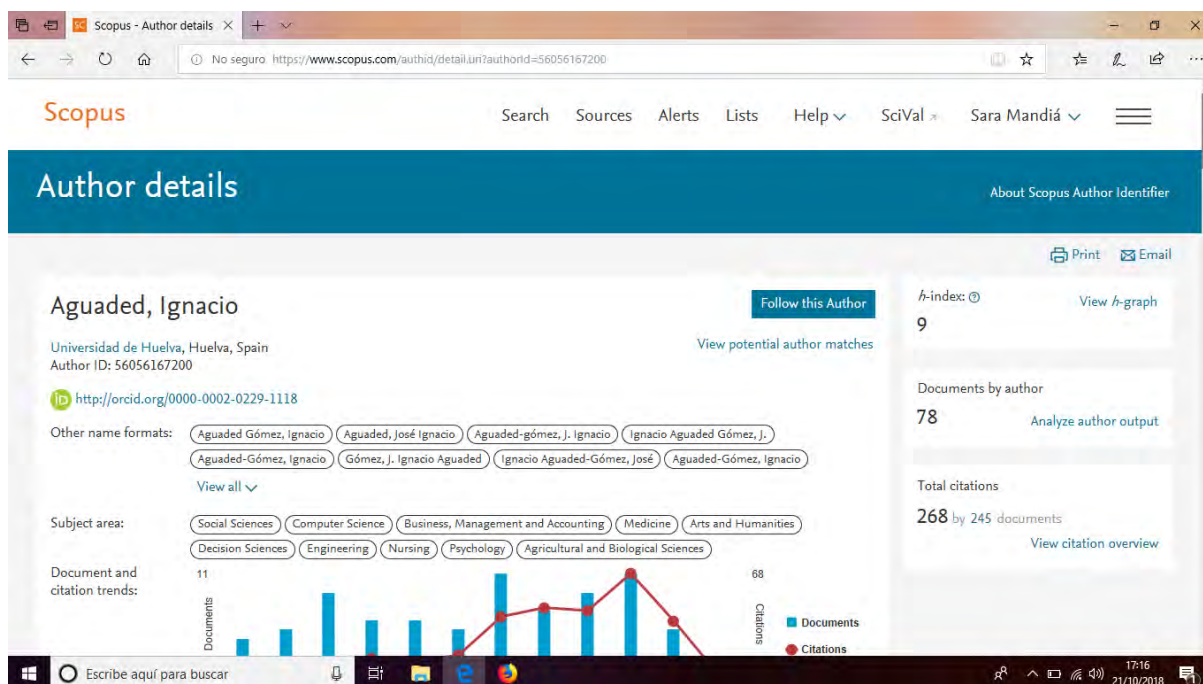 Scopus - Author details
No seguro https://www.scopus.com/authid/detail.uri?authorId=56056167200
Scopus Search Sources Alerts Lists Help SciVal Sara Mandiá
Author details About Scopus Author Identifier
Print Email
Aguaded, Ignacio Follow this Author
View potential author matches
Universidad de Huelva, Huelva, Spain
Author ID: 56056167200
iD http://orcid.org/0000-0002-0229-1118
Other name formats: Aguaded Gómez, Ignacio Aguaded, José Ignacio Aguaded-gómez, J. Ignacio Ignacio Aguaded Gómez, J.
Aguaded-Gómez, Ignacio Gómez, J. Ignacio Aguaded Ignacio Aguaded-Gómez, José Aguaded-Gómez, Ignacio
View all
Subject area: Social Sciences Computer Science Business, Management and Accounting Medicine Arts and Humanities
Decision Sciences Engineering Nursing Psychology Agricultural and Biological Sciences
Document and
citation trends:
11
Documents
68
Citations
Documents
Citations
h-index: View h-graph
9
Documents by author
78 Analyze author output
Total citations
268 by 245 documents
View citation overview
Escribe aquí para buscar
17:16
21/10/2018